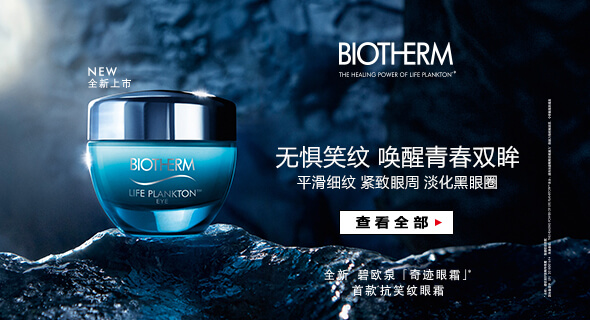 NEW
全新上市
BIOTHERM
LIFE PLANKTON™
EYE
BIOTHERM
THE HEALING POWER OF LIFE PLANKTON™*
无惧笑纹 唤醒青春双眸
平滑细纹 紧致眼周 淡化黑眼圈
查看全部
全新 碧欧泉「奇迹眼霜」*
首款*抗笑纹眼霜